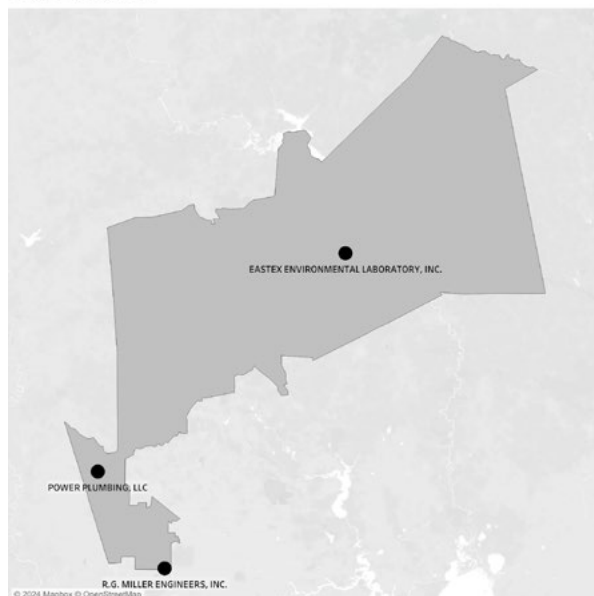 EASTEX ENVIRONMENTAL LABORATORY, INC.
POWER PLUMBING, LLC
R.G. MILLER ENGINEERS, INC.
© 2024 Mapbox © OpenStreetMap